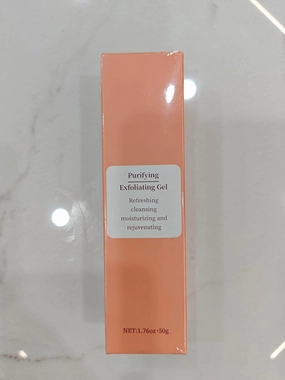 Purifying
Exfoliating Gel
Refreshing
cleansing
moisturizing and
rejuvenating
NET:1.76oz·50g